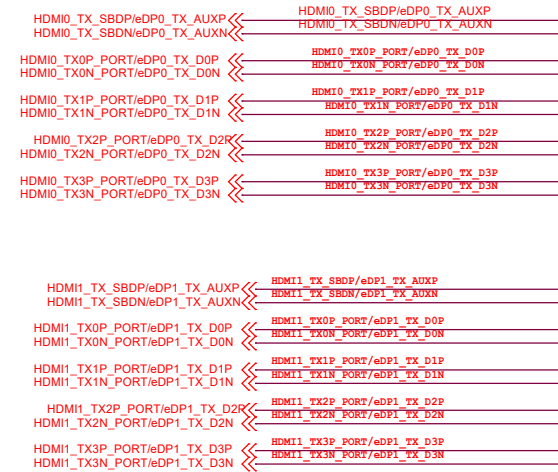 HDMI0_TX_SBDP/eDP0_TX_AUXP HDMI0_TX_SBDP/eDP0_TX_AUXP
HDMI0_TX_SBDN/eDP0_TX_AUXN HDMI0_TX_SBDN/eDP0_TX_AUXN
HDMI0_TX0P_PORT/eDP0_TX_D0P HDMI0_TX0P_PORT/eDP0_TX_D0P
HDMI0_TX0N_PORT/eDP0_TX_D0N HDMI0_TX0N_PORT/eDP0_TX_D0N
HDMI0_TX1P_PORT/eDP0_TX_D1P HDMI0_TX1P_PORT/eDP0_TX_D1P
HDMI0_TX1N_PORT/eDP0_TX_D1N HDMI0_TX1N_PORT/eDP0_TX_D1N
HDMI0_TX2P_PORT/eDP0_TX_D2P HDMI0_TX2P_PORT/eDP0_TX_D2P
HDMI0_TX2N_PORT/eDP0_TX_D2N HDMI0_TX2N_PORT/eDP0_TX_D2N
HDMI0_TX3P_PORT/eDP0_TX_D3P HDMI0_TX3P_PORT/eDP0_TX_D3P
HDMI0_TX3N_PORT/eDP0_TX_D3N HDMI0_TX3N_PORT/eDP0_TX_D3N
HDMI1_TX_SBDP/eDP1_TX_AUXP HDMI1_TX_SBDP/eDP1_TX_AUXP
HDMI1_TX_SBDN/eDP1_TX_AUXN HDMI1_TX_SBDN/eDP1_TX_AUXN
HDMI1_TX0P_PORT/eDP1_TX_D0P HDMI1_TX0P_PORT/eDP1_TX_D0P
HDMI1_TX0N_PORT/eDP1_TX_D0N HDMI1_TX0N_PORT/eDP1_TX_D0N
HDMI1_TX1P_PORT/eDP1_TX_D1P HDMI1_TX1P_PORT/eDP1_TX_D1P
HDMI1_TX1N_PORT/eDP1_TX_D1N HDMI1_TX1N_PORT/eDP1_TX_D1N
HDMI1_TX2P_PORT/eDP1_TX_D2P HDMI1_TX2P_PORT/eDP1_TX_D2P
HDMI1_TX2N_PORT/eDP1_TX_D2N HDMI1_TX2N_PORT/eDP1_TX_D2N
HDMI1_TX3P_PORT/eDP1_TX_D3P HDMI1_TX3P_PORT/eDP1_TX_D3P
HDMI1_TX3N_PORT/eDP1_TX_D3N HDMI1_TX3N_PORT/eDP1_TX_D3N